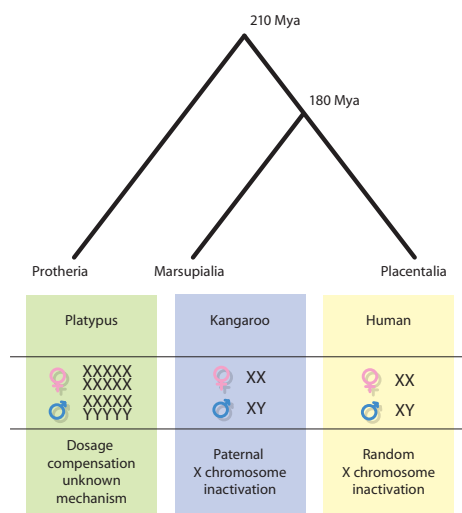 210 Mya
180 Mya
Protheria
Marsupialia
Placentalia
Platypus
Kangaroo
Human
XXXXX
XXXXX
XX
XX
XXXXX
YYYYY
XY
XY
Dosage
compensation
unknown
mechanism
Paternal
X chromosome
inactivation
Random
X chromosome
inactivation